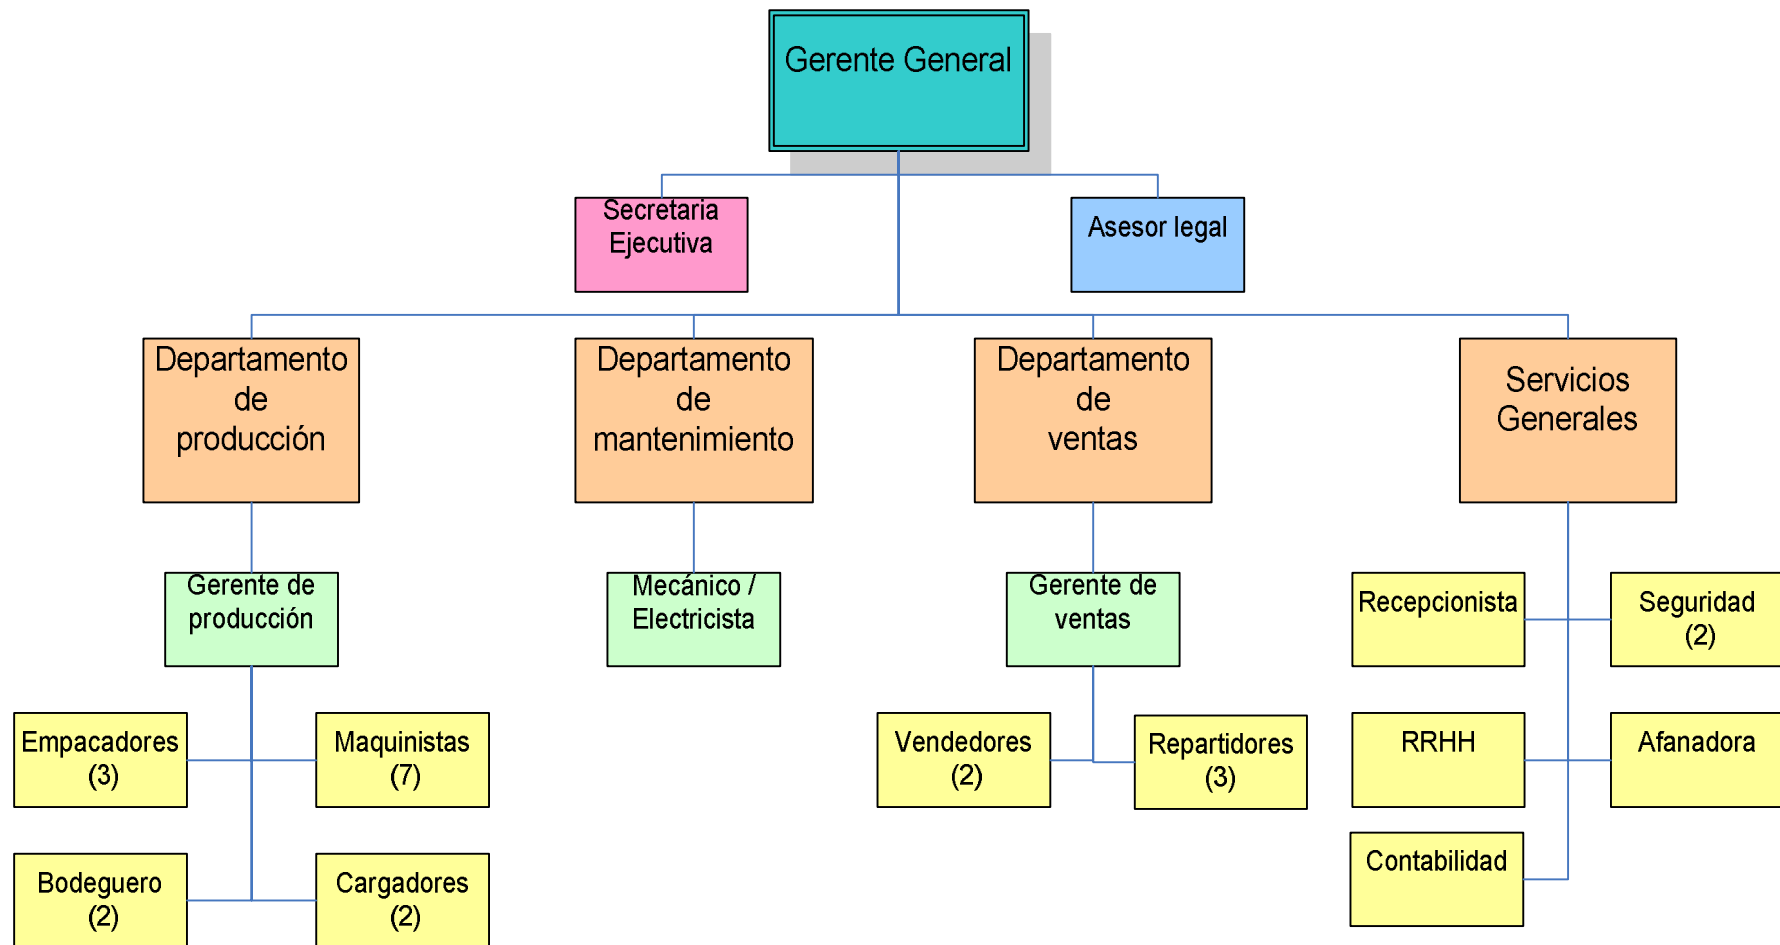 Gerente General
Secretaria
Ejecutiva
Asesor legal
Departamento
de
producción
Departamento
de
mantenimiento
Departamento
de
ventas
Servicios
Generales
Gerente de
producción
Mecánico /
Electricista
Gerente de
ventas
Recepcionista
Seguridad
(2)
Empacadores
(3)
Maquinistas
(7)
Vendedores
(2)
Repartidores
(3)
RRHH
Afanadora
Bodeguero
(2)
Cargadores
(2)
Contabilidad